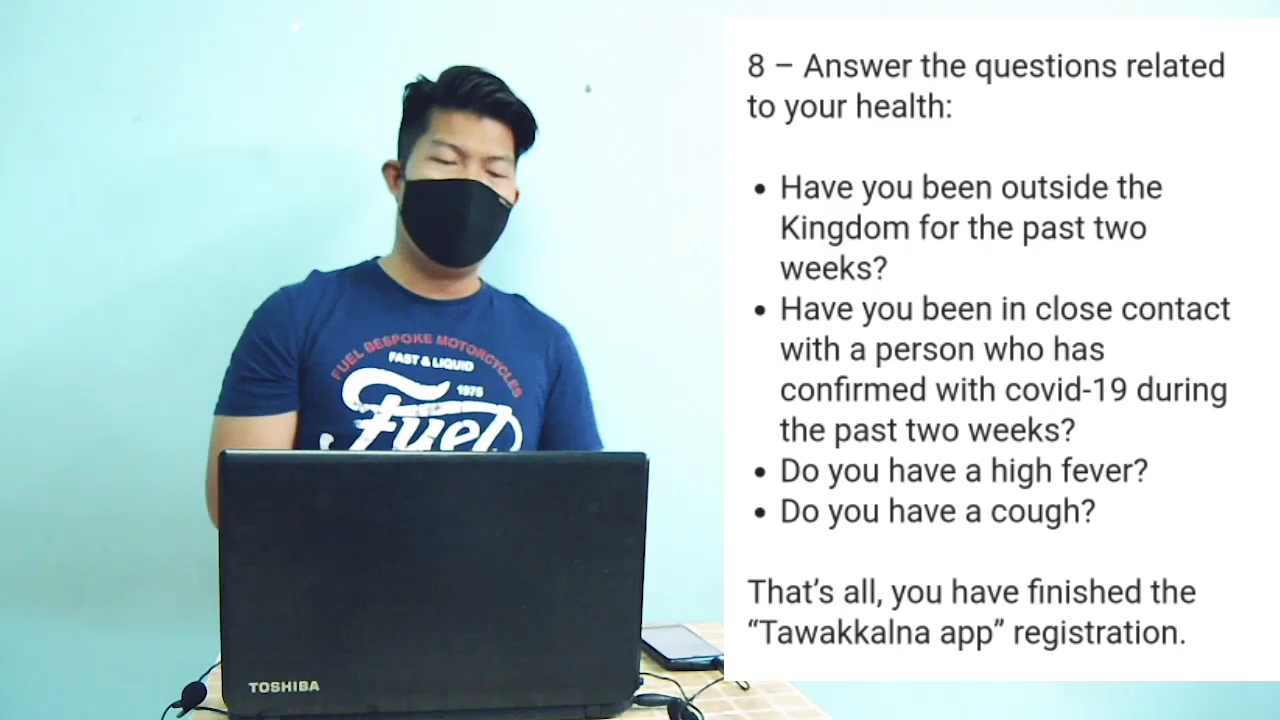 FUEL BESPOKE MOTORCYCLES
FAST & LIQUID
1975
Fuel
TOSHIBA
8 – Answer the questions related
to your health:
• Have you been outside the
Kingdom for the past two
weeks?
• Have you been in close contact
with a person who has
confirmed with covid-19 during
the past two weeks?
• Do you have a high fever?
• Do you have a cough?
That’s all, you have finished the
“Tawakkalna app” registration.